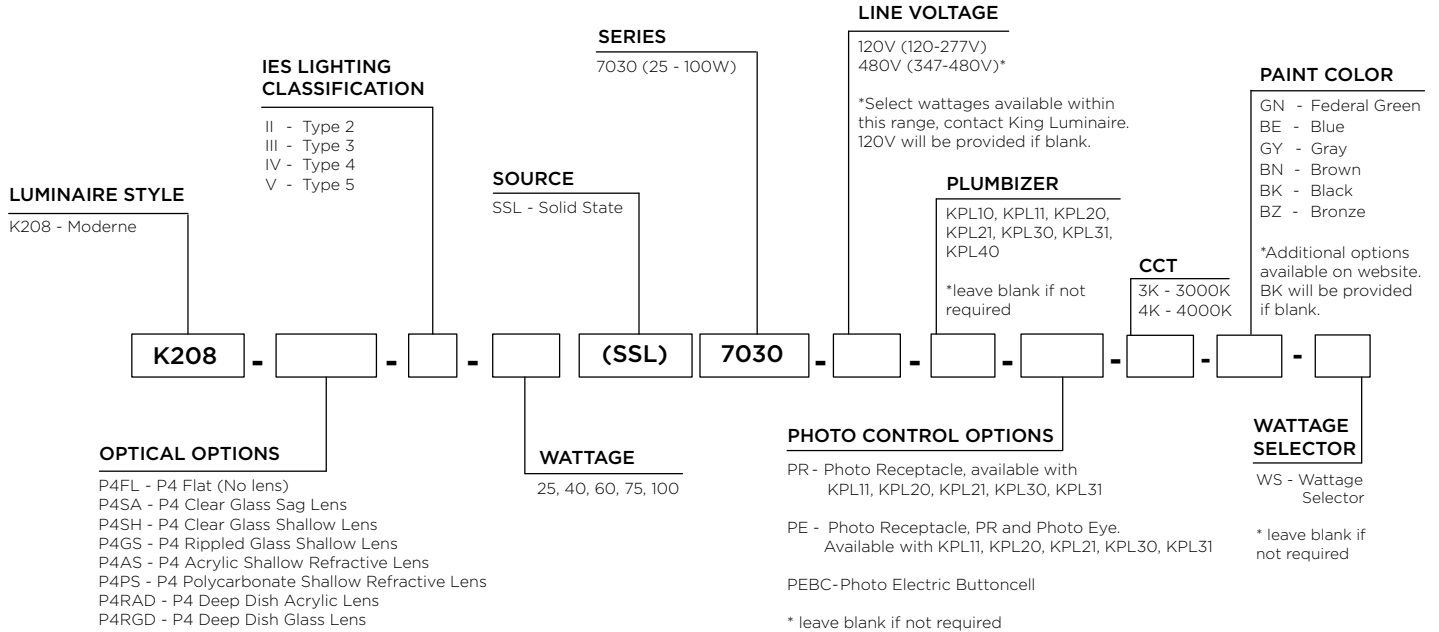 LUMINAIRE STYLE
K208 - Moderne
IES LIGHTING
CLASSIFICATION
II - Type 2
III - Type 3
IV - Type 4
V - Type 5
SOURCE
SSL - Solid State
SERIES
7030 (25 - 100W)
LINE VOLTAGE
120V (120-277V)
480V (347-480V)*
*Select wattages available within
this range, contact King Luminaire.
120V will be provided if blank.
PLUMBIZER
KPL10, KPL11, KPL20,
KPL21, KPL30, KPL31,
KPL40
*leave blank if not
required
CCT
3K - 3000K
4K - 4000K
PAINT COLOR
GN - Federal Green
BE - Blue
GY - Gray
BN - Brown
BK - Black
BZ - Bronze
*Additional options
available on website.
BK will be provided
if blank.
K208 - - - (SSL) 7030 - - - - - -
OPTICAL OPTIONS
P4FL - P4 Flat (No lens)
P4SA - P4 Clear Glass Sag Lens
P4SH - P4 Clear Glass Shallow Lens
P4GS - P4 Rippled Glass Shallow Lens
P4AS - P4 Acrylic Shallow Refractive Lens
P4PS - P4 Polycarbonate Shallow Refractive Lens
P4RAD - P4 Deep Dish Acrylic Lens
P4RGD - P4 Deep Dish Glass Lens
WATTAGE
25, 40, 60, 75, 100
PHOTO CONTROL OPTIONS
PR - Photo Receptacle, available with
KPL11, KPL20, KPL21, KPL30, KPL31
PE - Photo Receptacle, PR and Photo Eye.
Available with KPL11, KPL20, KPL21, KPL30, KPL31
PEBC-Photo Electric Buttoncell
* leave blank if not required
WATTAGE
SELECTOR
WS - Wattage
Selector
* leave blank if
not required